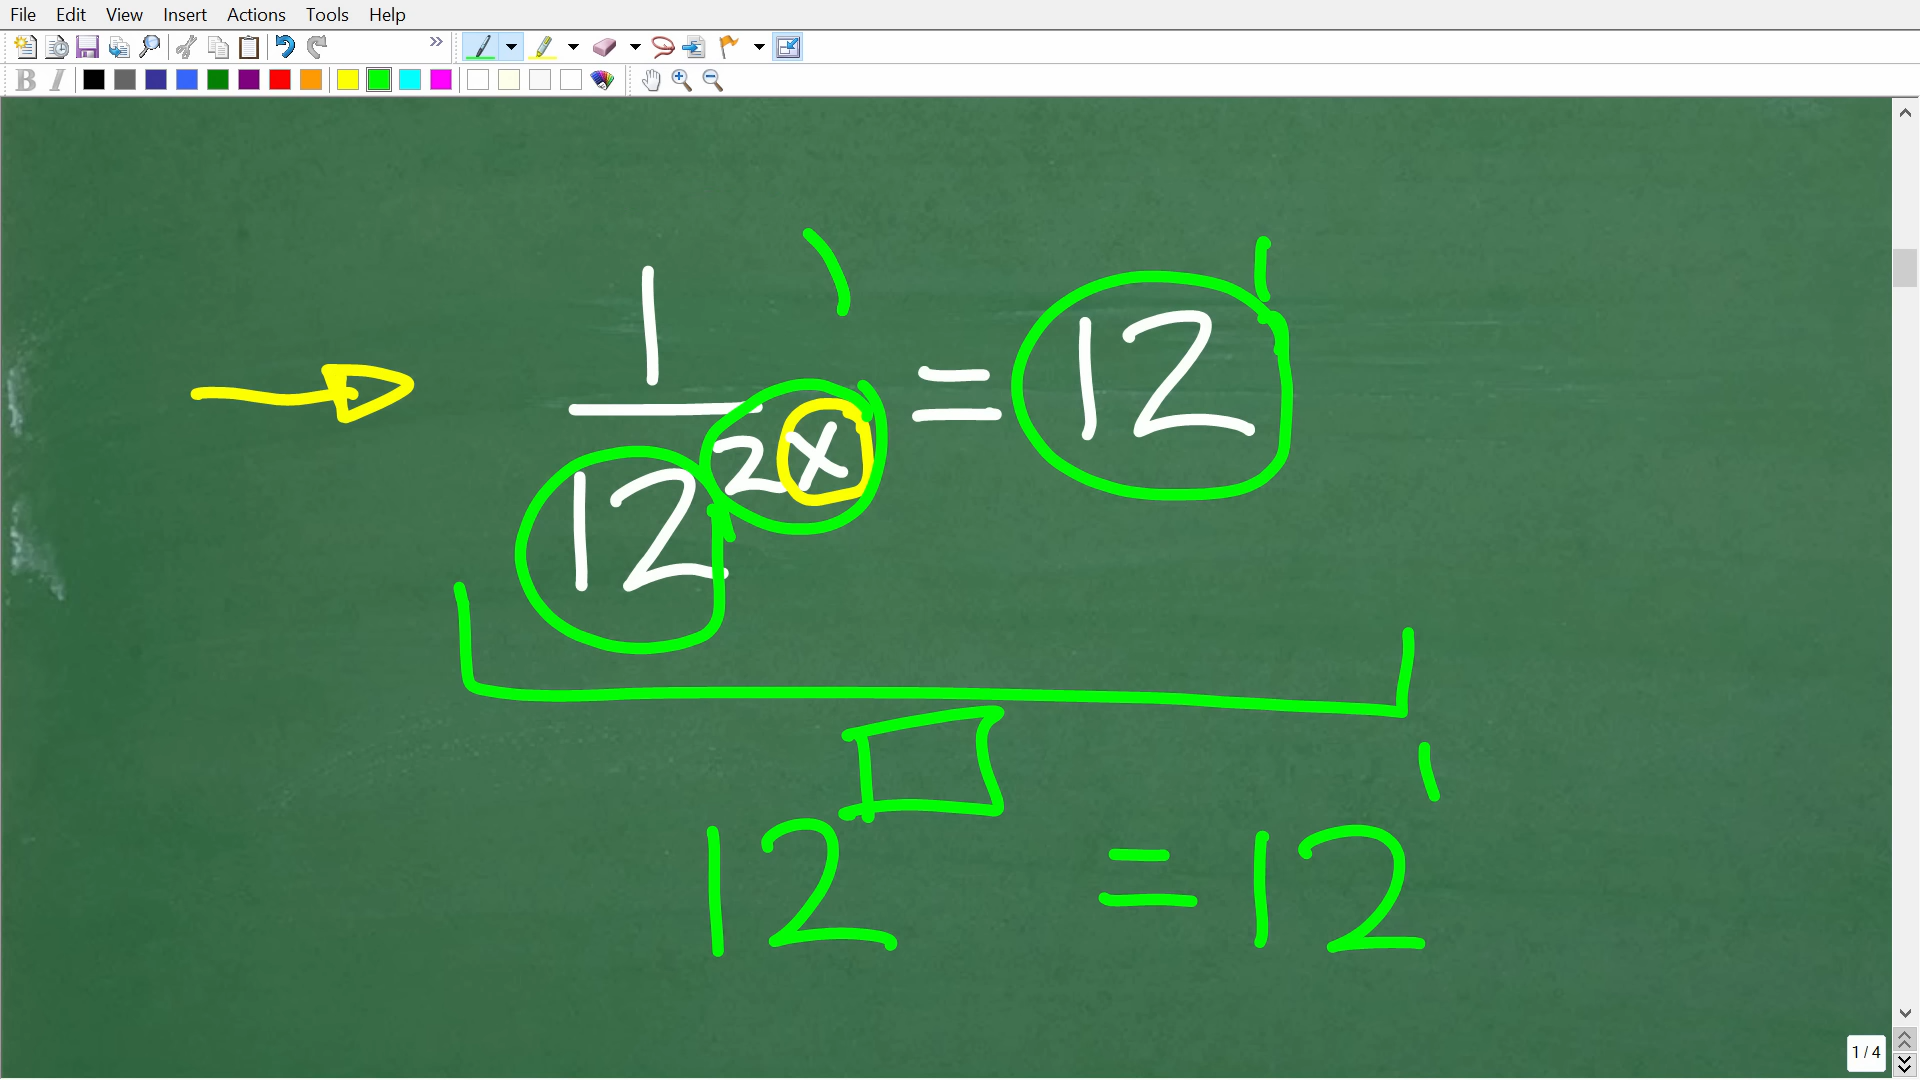 File Edit View Insert Actions Tools Help
B I
1
12^2x = 12^1
12^□ = 12^1
1 / 4